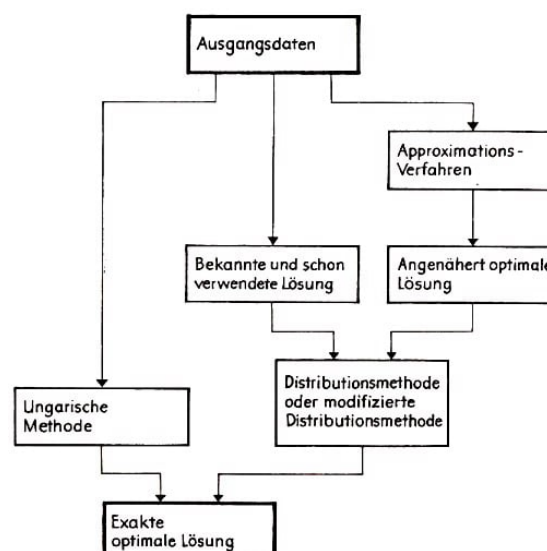 Ausgangsdaten
Approximations-
Verfahren
Bekannte und schon
verwendete Lösung
Angenähert optimale
Lösung
Distributionsmethode
oder modifizierte
Distributionsmethode
Ungarische
Methode
Exakte
optimale Lösung